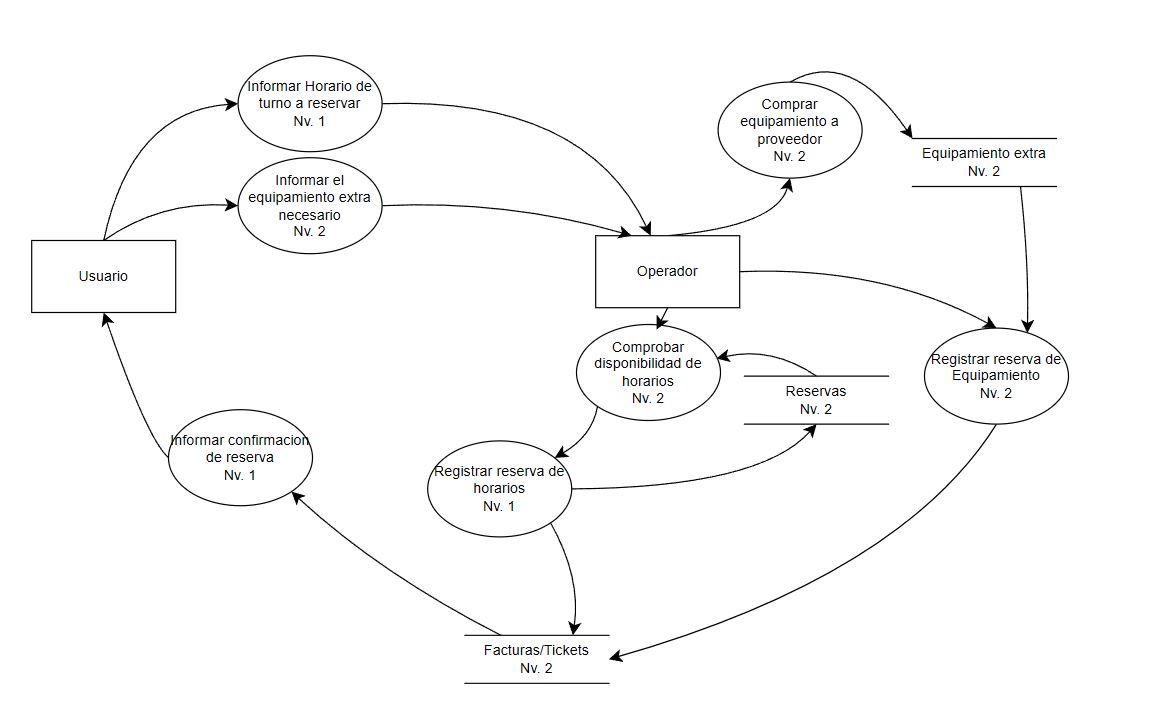 Informar Horario de
turno a reservar
Nv. 1
Informar el
equipamiento extra
necesario
Nv. 2
Comprar
equipamiento a
proveedor
Nv. 2
Equipamiento extra
Nv. 2
Usuario
Operador
Comprobar
disponibilidad de
horarios
Nv. 2
Reservas
Nv. 2
Registrar reserva de
Equipamiento
Nv. 2
Informar confirmacion
de reserva
Nv. 1
Registrar reserva de
horarios
Nv. 1
Facturas/Tickets
Nv. 2